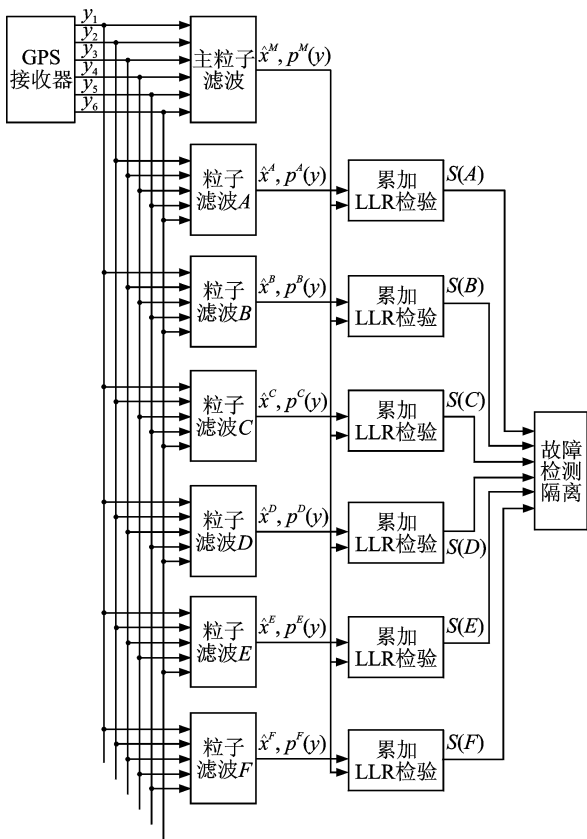 GPS
接收器
y₁
y₂
y₃
y₄
y₅
y₆
主粒子
滤波
x̂ᴹ, pᴹ(y)
粒子
滤波A
x̂ᴬ, pᴬ(y)
累加
LLR检验
S(A)
粒子
滤波B
x̂ᴮ, pᴮ(y)
累加
LLR检验
S(B)
粒子
滤波C
x̂ᶜ, pᶜ(y)
累加
LLR检验
S(C)
故障
检测
隔离
粒子
滤波D
x̂ᴰ, pᴰ(y)
累加
LLR检验
S(D)
粒子
滤波E
x̂ᴱ, pᴱ(y)
累加
LLR检验
S(E)
粒子
滤波F
x̂ᶠ, pᶠ(y)
累加
LLR检验
S(F)